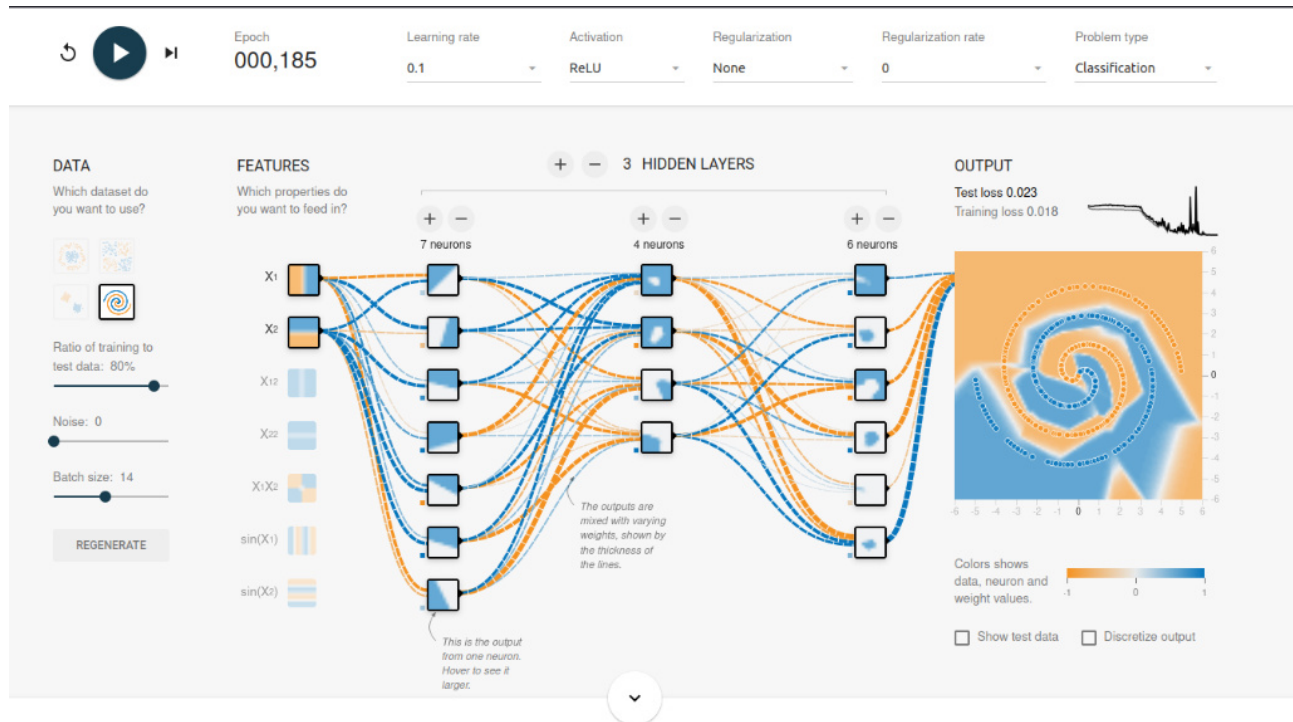 Epoch
000,185
Learning rate
0.1
Activation
ReLU
Regularization
None
Regularization rate
0
Problem type
Classification
DATA
Which dataset do
you want to use?
Ratio of training to
test data: 80%
Noise: 0
Batch size: 14
REGENERATE
FEATURES
Which properties do
you want to feed in?
X1
X2
X12
X22
X1X2
sin(X1)
sin(X2)
+ − 3 HIDDEN LAYERS
+ −
7 neurons
+ −
4 neurons
+ −
6 neurons
The outputs are
mixed with varying
weights, shown by
the thickness of
the lines.
This is the output
from one neuron.
Hover to see it
larger.
OUTPUT
Test loss 0.023
Training loss 0.018
6
5
4
3
2
1
0
-1
-2
-3
-4
-5
-6
-6 -5 -4 -3 -2 -1 0 1 2 3 4 5 6
Colors shows
data, neuron and
weight values.
-1 0 1
Show test data
Discretize output